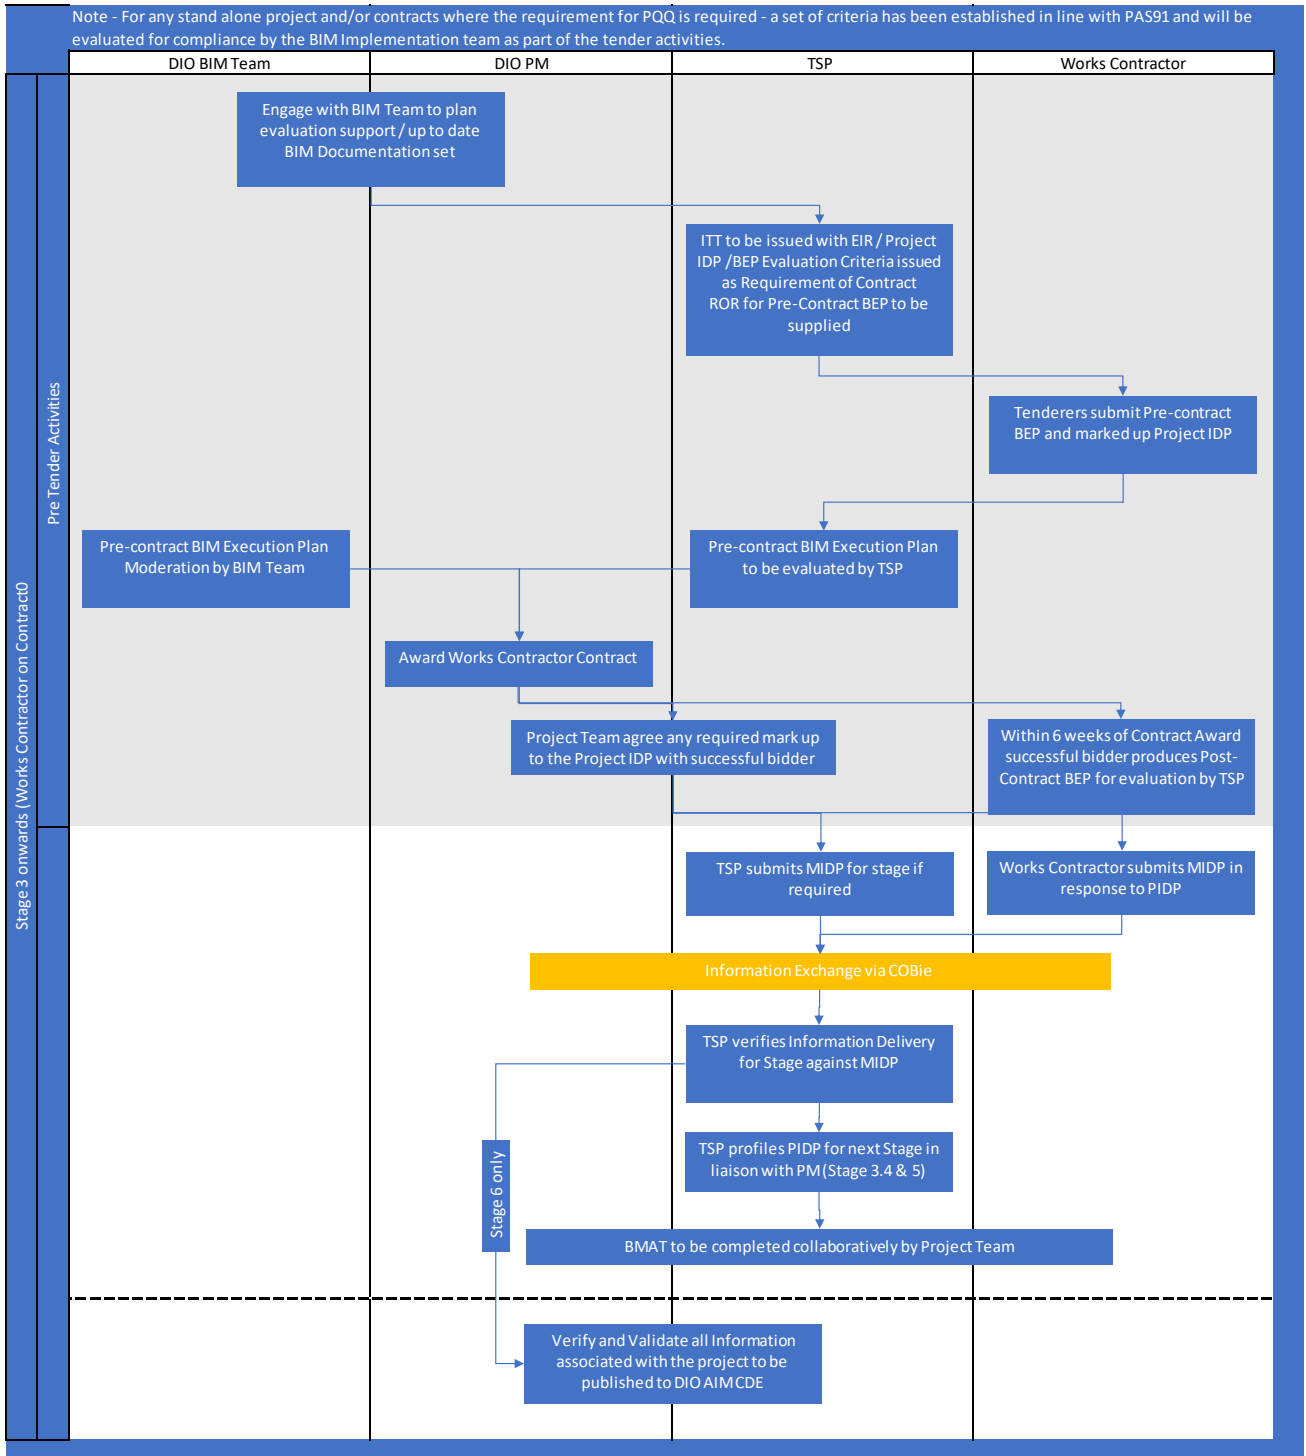 Note - For any stand alone project and/or contracts where the requirement for PQQ is required - a set of criteria has been established in line with PAS91 and will be
evaluated for compliance by the BIM Implementation team as part of the tender activities.
DIO BIM Team
DIO PM
TSP
Works Contractor
Stage 3 onwards (Works Contractor on Contract0
Pre Tender Activities
Engage with BIM Team to plan
evaluation support / up to date
BIM Documentation set
ITT to be issued with EIR / Project
IDP /BEP Evaluation Criteria issued
as Requirement of Contract
ROR for Pre-Contract BEP to be
supplied
Tenderers submit Pre-contract
BEP and marked up Project IDP
Pre-contract BIM Execution Plan
Moderation by BIM Team
Pre-contract BIM Execution Plan
to be evaluated by TSP
Award Works Contractor Contract
Project Team agree any required mark up
to the Project IDP with successful bidder
Within 6 weeks of Contract Award
successful bidder produces Post-
Contract BEP for evaluation by TSP
TSP submits MIDP for stage if
required
Works Contractor submits MIDP in
response to PIDP
Information Exchange via COBie
TSP verifies Information Delivery
for Stage against MIDP
TSP profiles PIDP for next Stage in
liaison with PM (Stage 3.4 & 5)
Stage 6 only
BMAT to be completed collaboratively by Project Team
Verify and Validate all Information
associated with the project to be
published to DIO AIM CDE